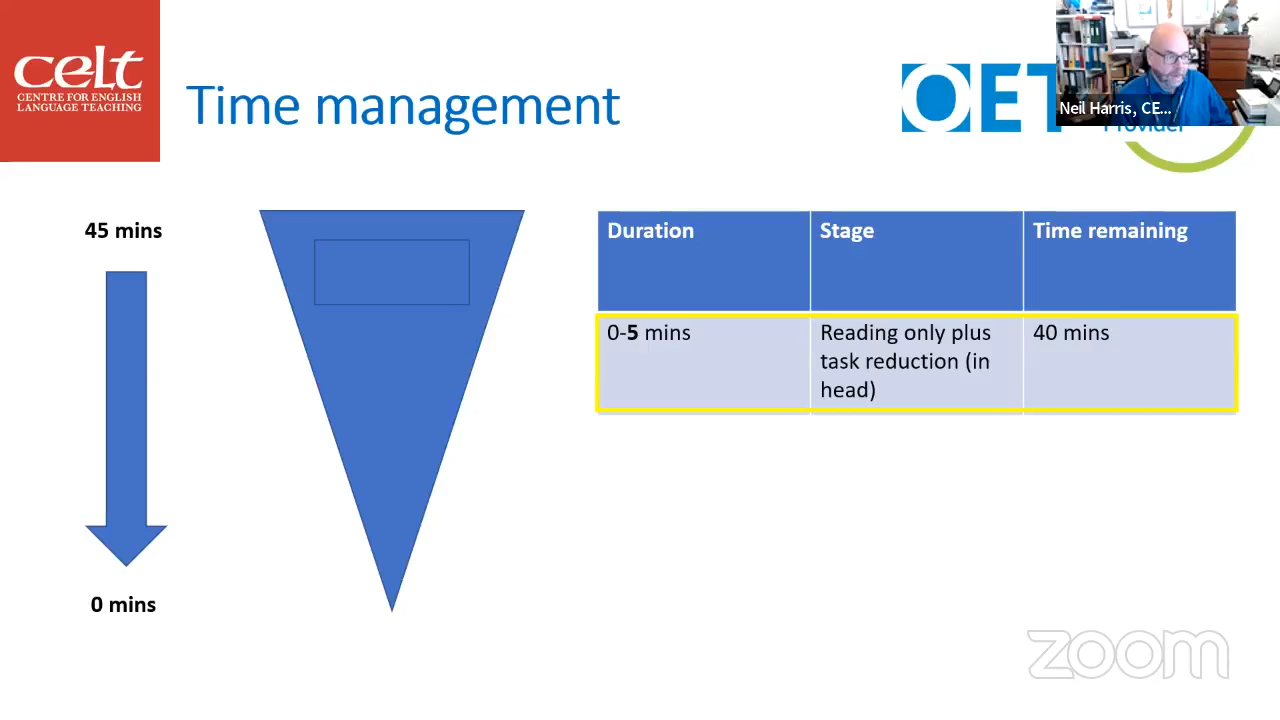 celt
CENTRE FOR ENGLISH
LANGUAGE TEACHING
Time management
OET
Provider
Neil Harris, CE...
45 mins
0 mins
Duration
Stage
Time remaining
0-5 mins
Reading only plus
task reduction (in
head)
40 mins
zoom